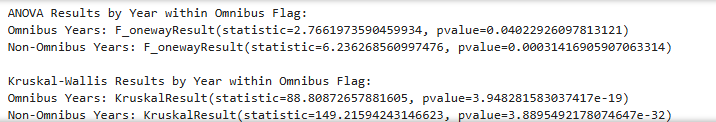 ANOVA Results by Year within Omnibus Flag:
Omnibus Years: F_onewayResult(statistic=2.7661973590459934, pvalue=0.04022926097813121)
Non-Omnibus Years: F_onewayResult(statistic=6.236268560997476, pvalue=0.00031416905907063314)
Kruskal-Wallis Results by Year within Omnibus Flag:
Omnibus Years: KruskalResult(statistic=88.80872657881605, pvalue=3.948281583037417e-19)
Non-Omnibus Years: KruskalResult(statistic=149.21594243146623, pvalue=3.8895492178074647e-32)